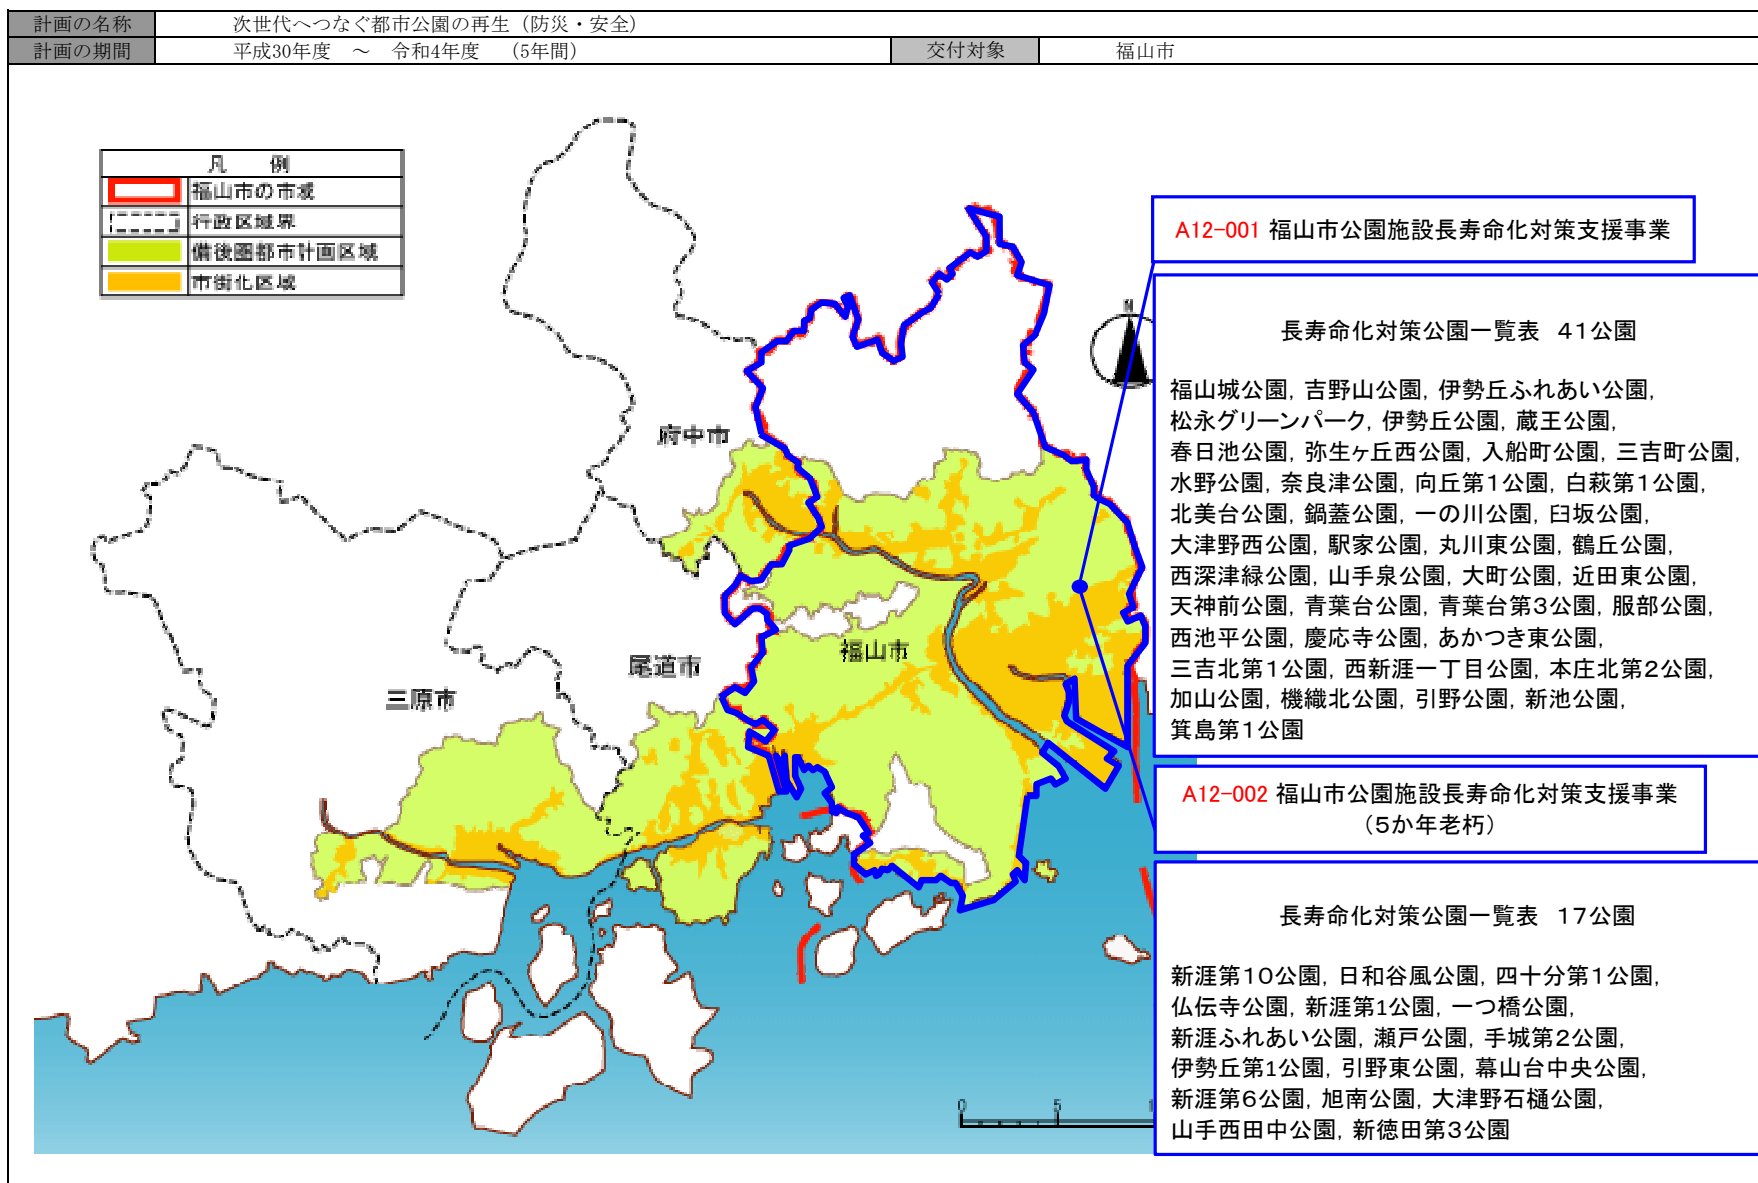 計画の名称 次世代へつなぐ都市公園の再生（防災・安全）
計画の期間 平成30年度 ～ 令和4年度 （5年間） 交付対象 福山市
凡 例
福山市の市域
行政区域界
備後圏都市計画区域
市街化区域
N
府中市
福山市
尾道市
三原市
0 5 1
A12-001 福山市公園施設長寿命化対策支援事業
長寿命化対策公園一覧表 41公園
福山城公園, 吉野山公園, 伊勢丘ふれあい公園,
松永グリーンパーク, 伊勢丘公園, 蔵王公園,
春日池公園, 弥生ヶ丘西公園, 入船町公園, 三吉町公園,
水野公園, 奈良津公園, 向丘第1公園, 白萩第1公園,
北美台公園, 鍋蓋公園, 一の川公園, 臼坂公園,
大津野西公園, 駅家公園, 丸川東公園, 鶴丘公園,
西深津緑公園, 山手泉公園, 大町公園, 近田東公園,
天神前公園, 青葉台公園, 青葉台第3公園, 服部公園,
西池平公園, 慶応寺公園, あかつき東公園,
三吉北第1公園, 西新涯一丁目公園, 本庄北第2公園,
加山公園, 機織北公園, 引野公園, 新池公園,
箕島第1公園
A12-002 福山市公園施設長寿命化対策支援事業
（5か年老朽）
長寿命化対策公園一覧表 17公園
新涯第10公園, 日和谷風公園, 四十分第1公園,
仏伝寺公園, 新涯第1公園, 一つ橋公園,
新涯ふれあい公園, 瀬戸公園, 手城第2公園,
伊勢丘第1公園, 引野東公園, 幕山台中央公園,
新涯第6公園, 旭南公園, 大津野石樋公園,
山手西田中公園, 新徳田第3公園